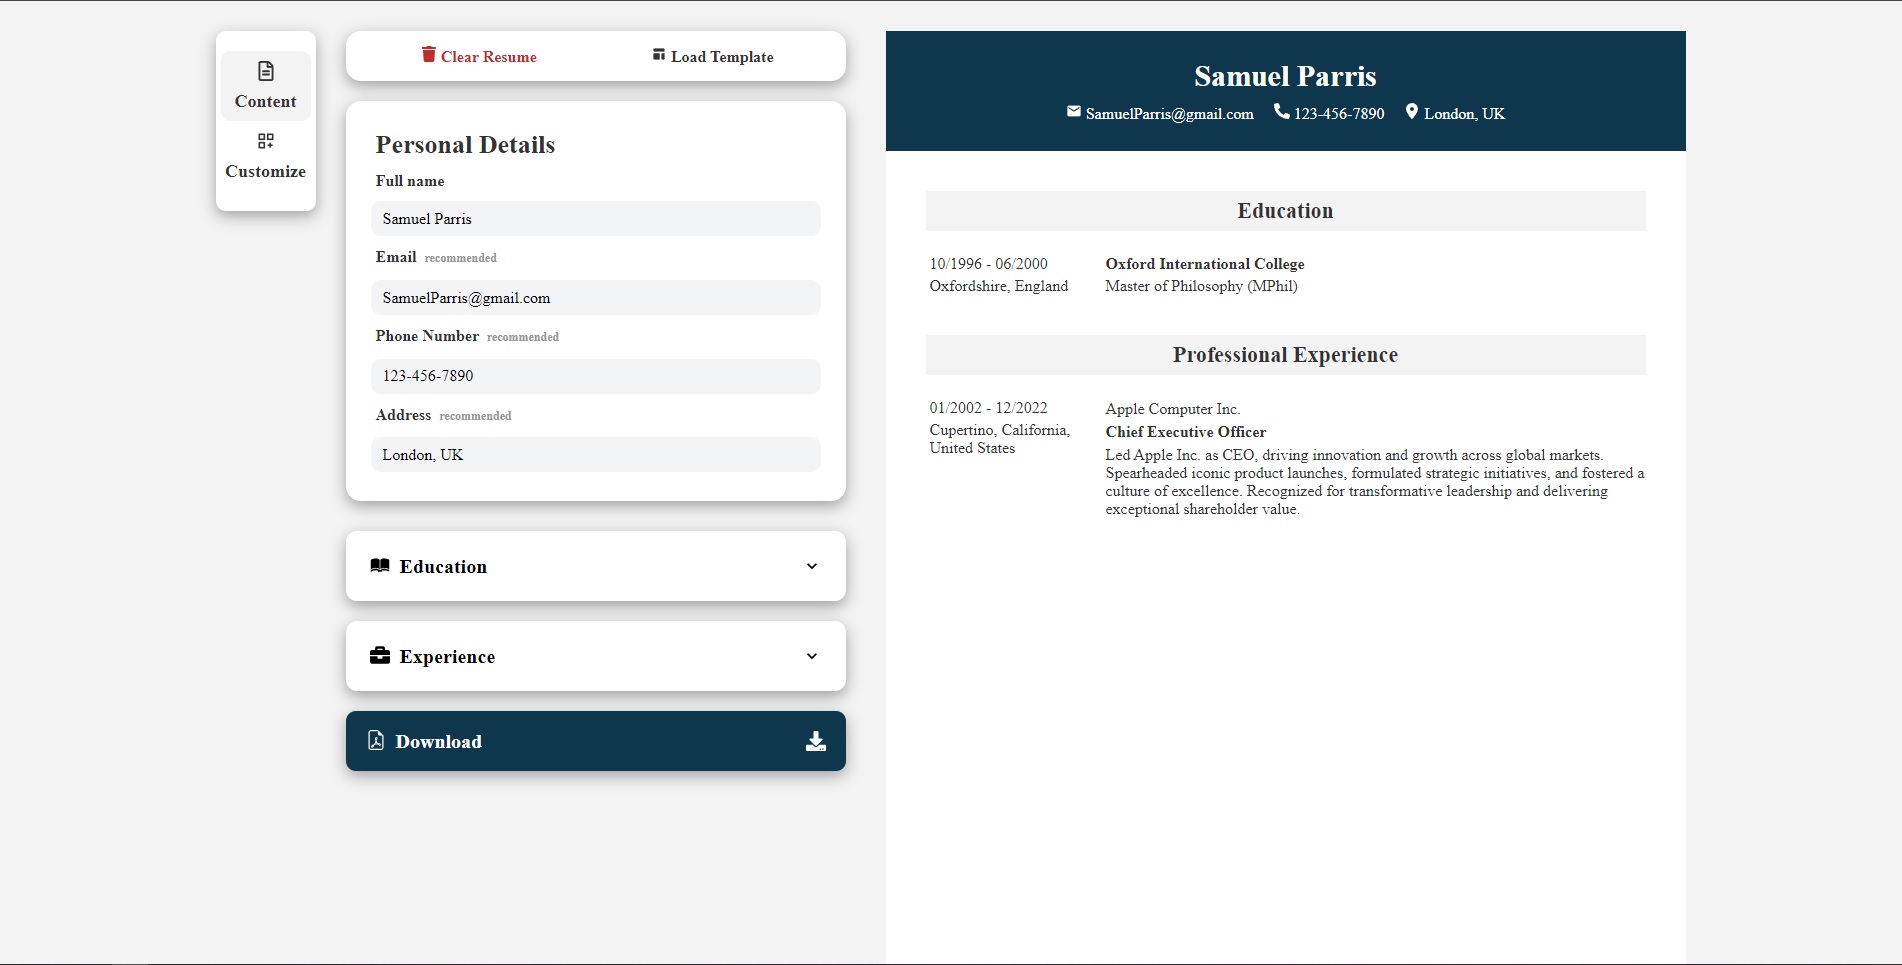 Content
Customize
Clear Resume
Load Template
Personal Details
Full name
Samuel Parris
Email recommended
SamuelParris@gmail.com
Phone Number recommended
123-456-7890
Address recommended
London, UK
Education
Experience
Download
Samuel Parris
SamuelParris@gmail.com 123-456-7890 London, UK
Education
10/1996 - 06/2000
Oxfordshire, England
Oxford International College
Master of Philosophy (MPhil)
Professional Experience
01/2002 - 12/2022
Cupertino, California,
United States
Apple Computer Inc.
Chief Executive Officer
Led Apple Inc. as CEO, driving innovation and growth across global markets.
Spearheaded iconic product launches, formulated strategic initiatives, and fostered a
culture of excellence. Recognized for transformative leadership and delivering
exceptional shareholder value.